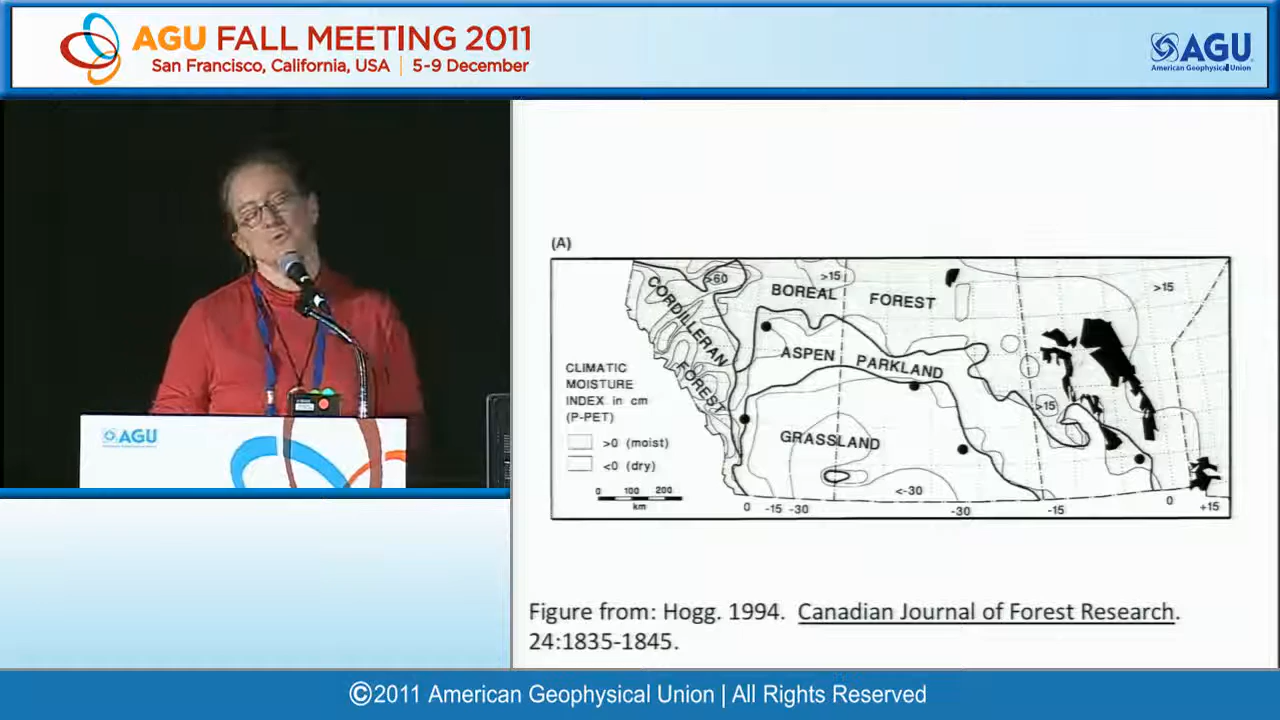 AGU FALL MEETING 2011
San Francisco, California, USA | 5-9 December
AGU
American Geophysical Union
AGU
(A)
>60
>15
>15
BOREAL FOREST
CORDILLERAN FOREST
ASPEN PARKLAND
>15
GRASSLAND
<-30
CLIMATIC
MOISTURE
INDEX in cm
(P-PET)
>0 (moist)
<0 (dry)
0 100 200
km
0 -15 -30 -30 -15 0 +15
Figure from: Hogg. 1994. Canadian Journal of Forest Research.
24:1835-1845.
©2011 American Geophysical Union | All Rights Reserved